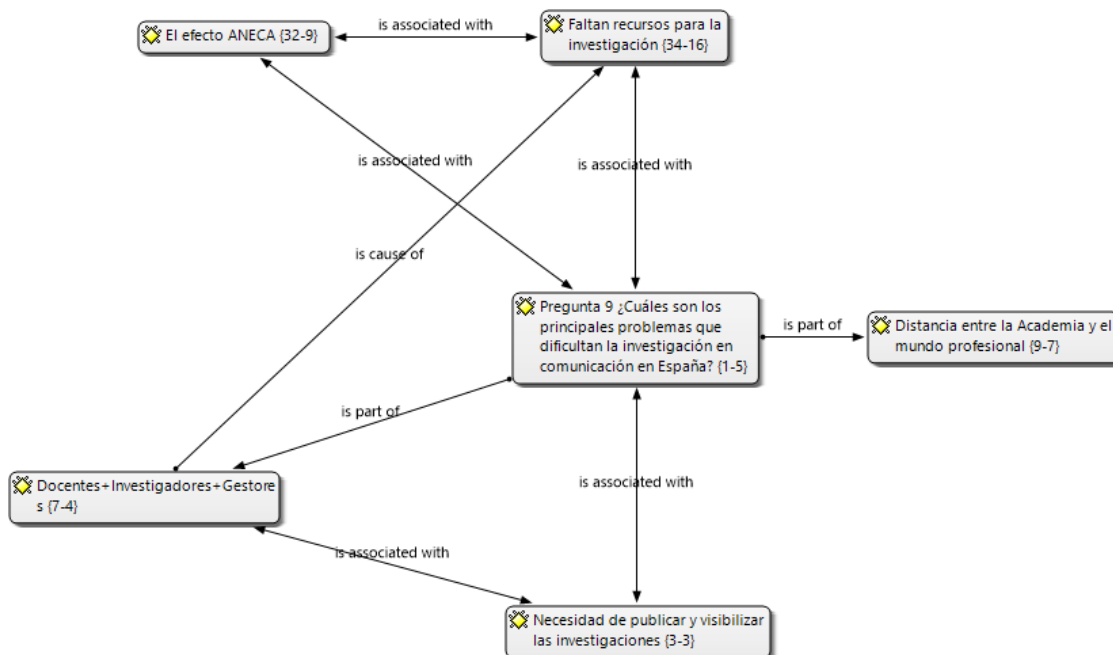 is associated with
El efecto ANECA {32-9}
Faltan recursos para la
investigación {34-16}
is associated with
is associated with
is cause of
Pregunta 9 ¿Cuáles son los
principales problemas que
dificultan la investigación en
comunicación en España? {1-5}
is part of
Distancia entre la Academia y el
mundo profesional {9-7}
is part of
Docentes+Investigadores+Gestore
s {7-4}
is associated with
is associated with
Necesidad de publicar y visibilizar
las investigaciones {3-3}